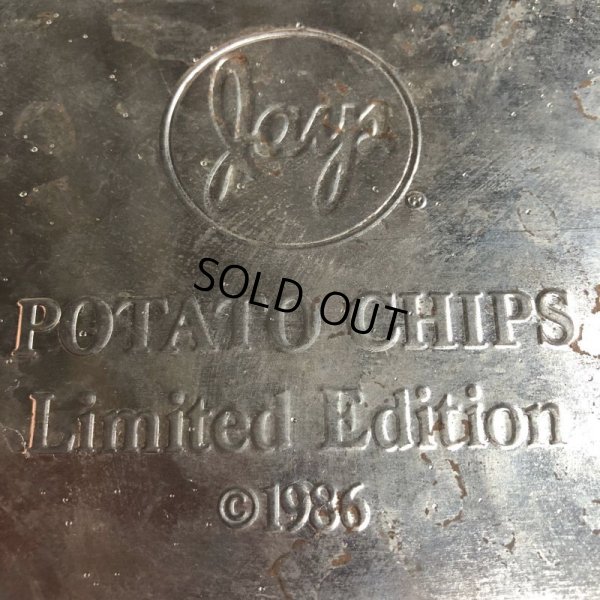 Jays
®
SOLD OUT
POTATO CHIPS
Limited Edition
©1986